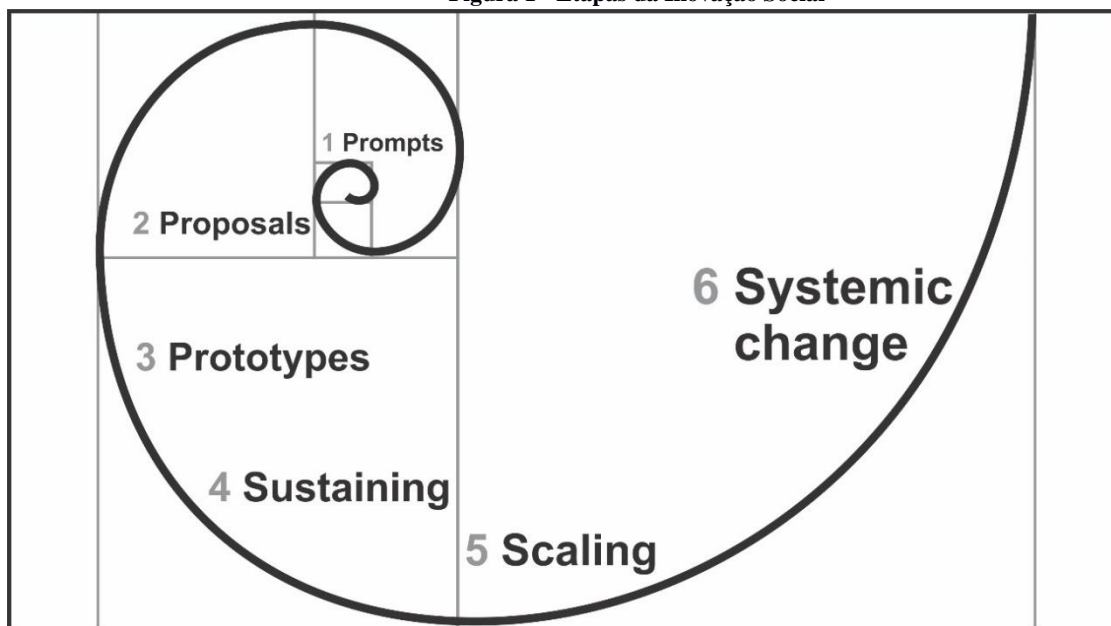 Figura 1 - Etapas da Inovação Social
1 Prompts
2 Proposals
3 Prototypes
4 Sustaining
5 Scaling
6 Systemic
change